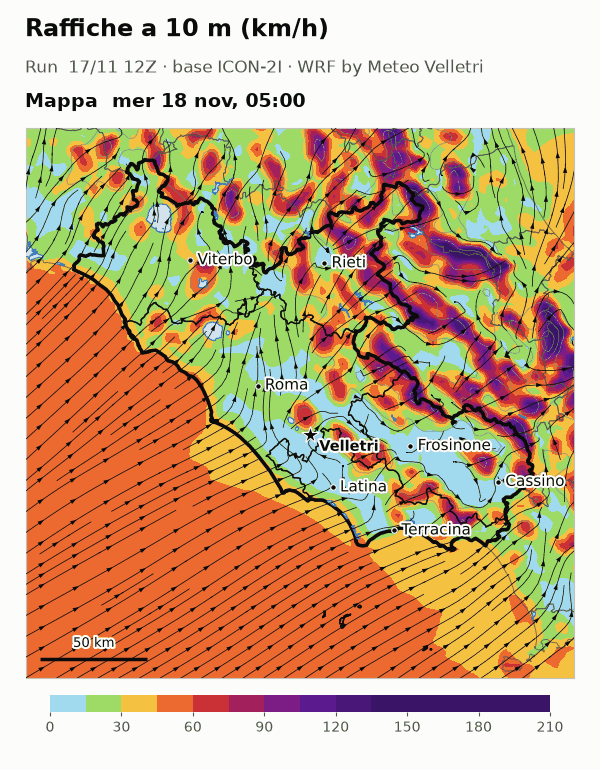 Raffiche a 10 m (km/h)
Run 17/11 12Z · base ICON-2I · WRF by Meteo Velletri
Mappa mer 18 nov, 05:00
Viterbo
Rieti
Roma
Velletri
Frosinone
Cassino
Latina
Terracina
50 km
0 30 60 90 120 150 180 210